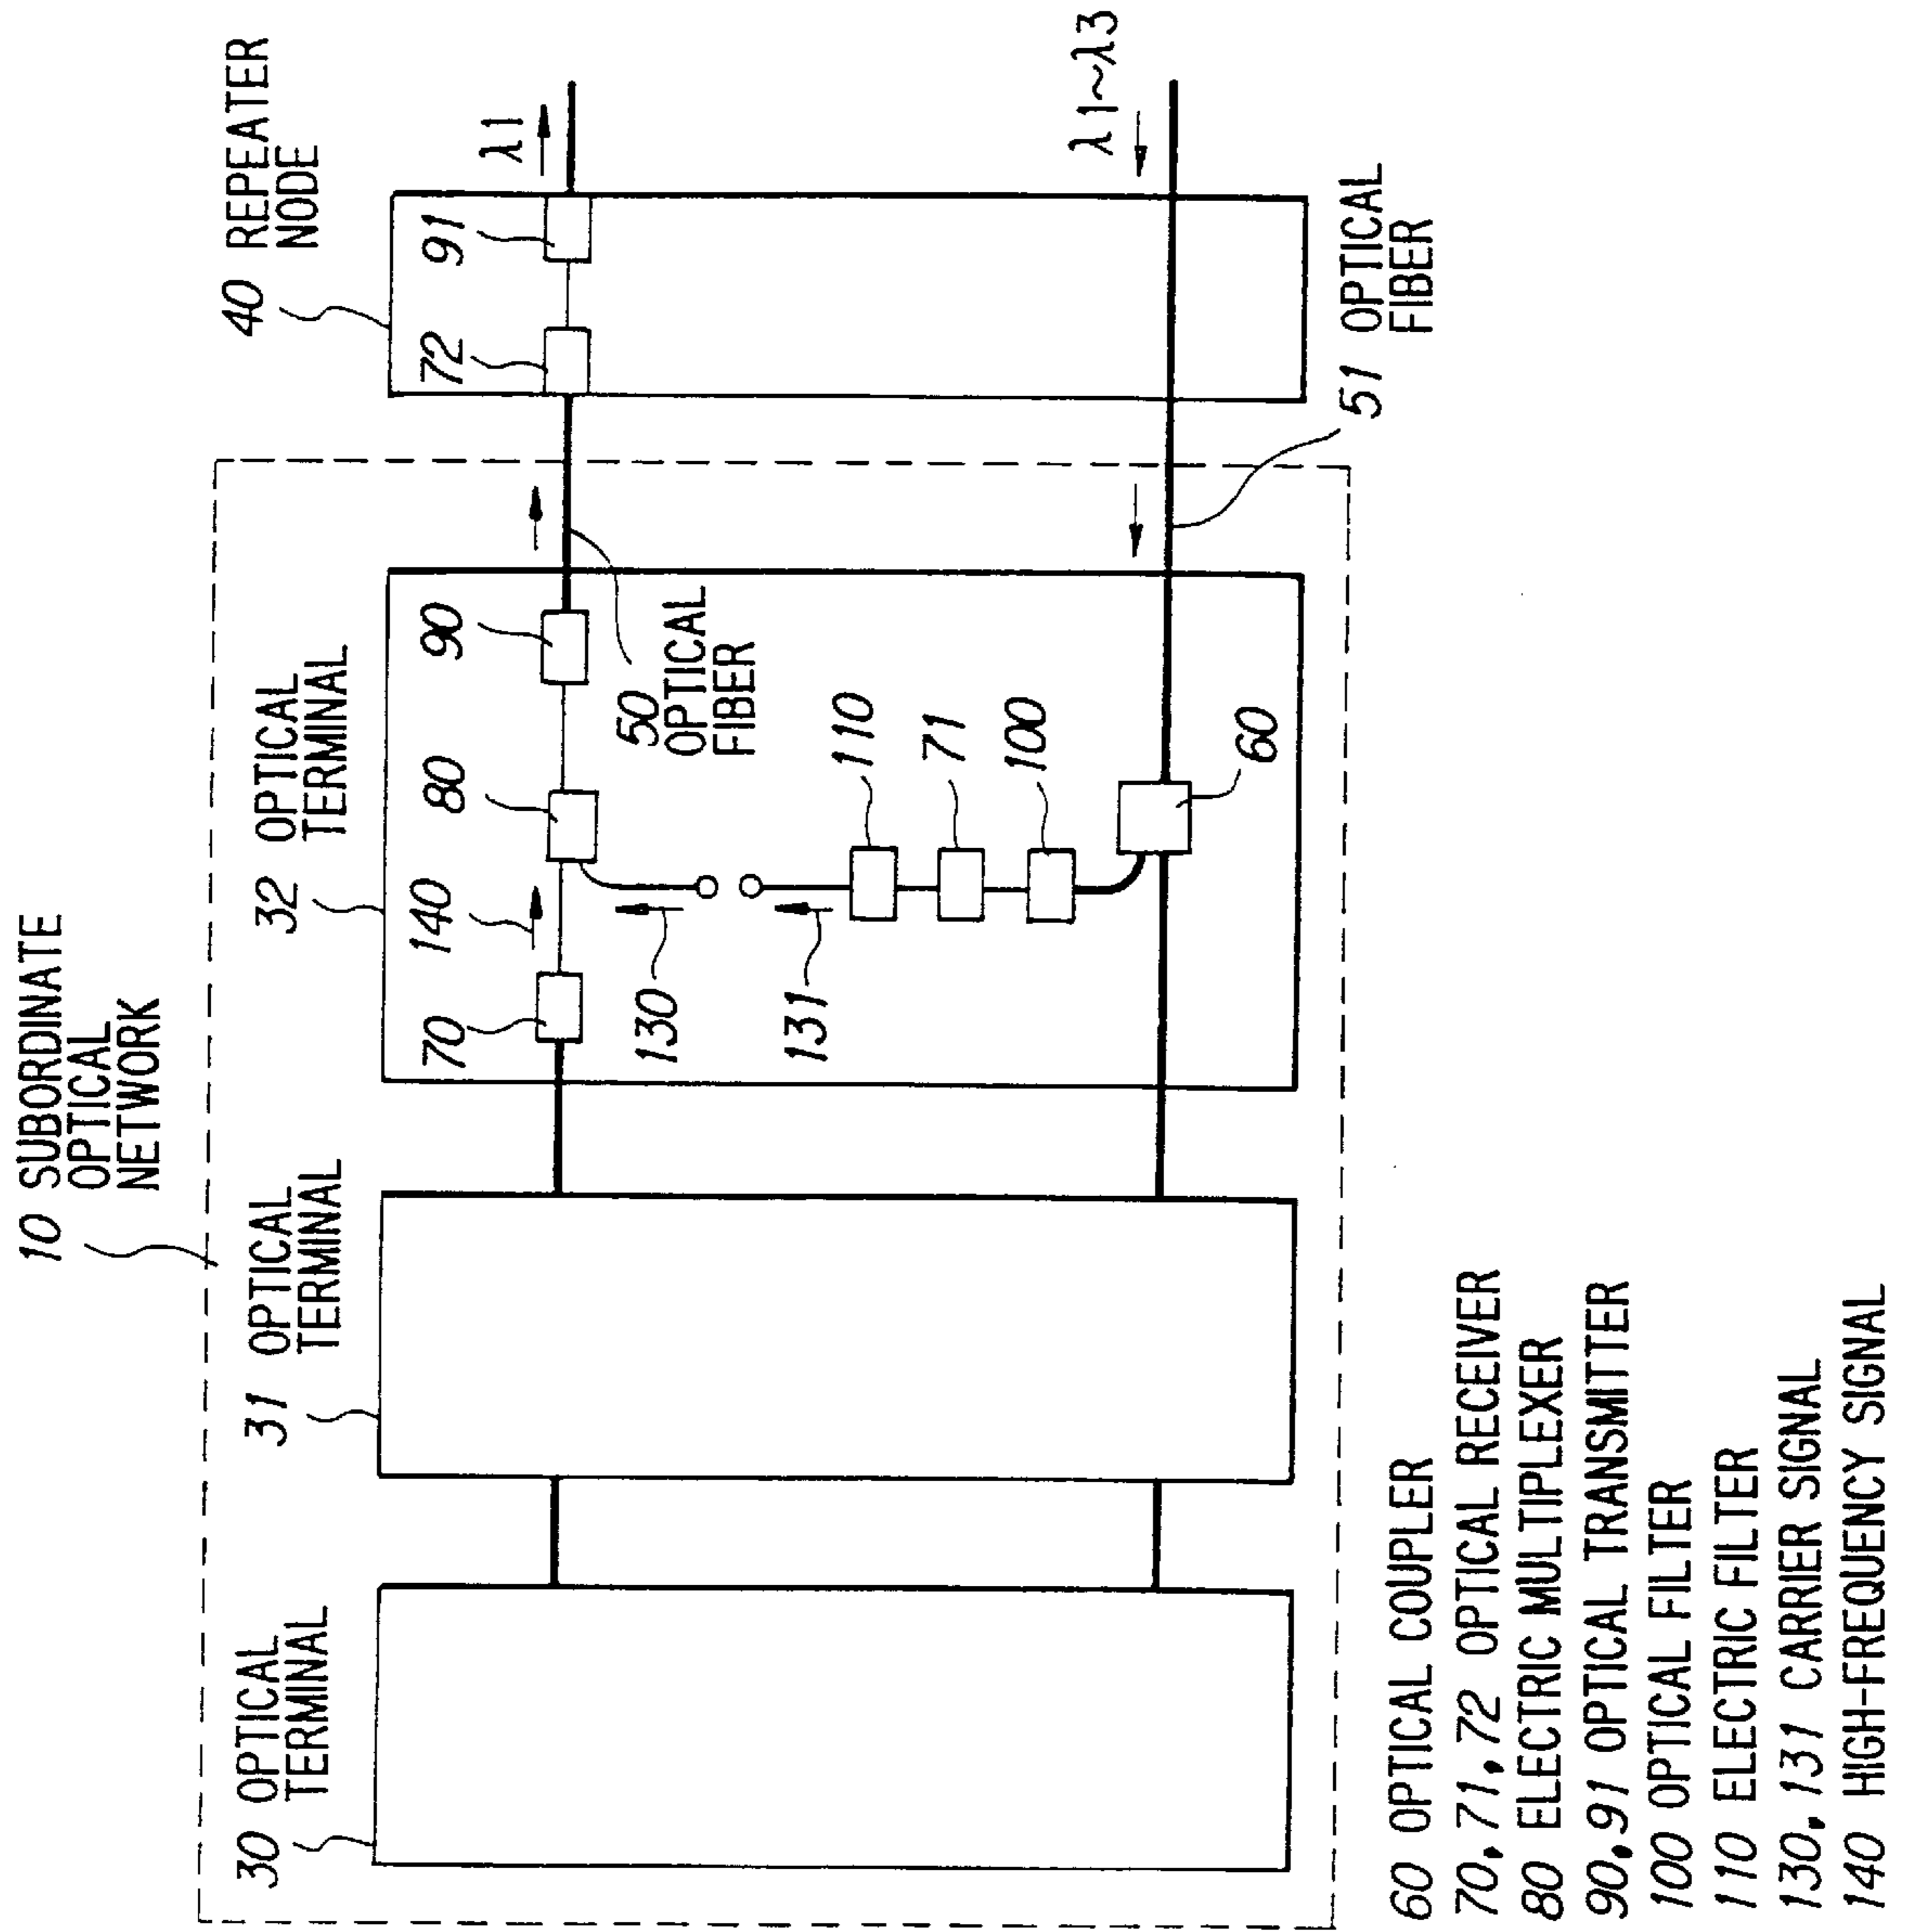 10 SUBORDINATE
OPTICAL
NETWORK
30 OPTICAL
TERMINAL
31 OPTICAL
TERMINAL
32 OPTICAL
TERMINAL
40 REPEATER
NODE
70
140
80
90
72
91
λ1
130
131
50
OPTICAL
FIBER
110
71
100
60
λ1~λ3
51 OPTICAL
FIBER
60 OPTICAL COUPLER
70,71,72 OPTICAL RECEIVER
80 ELECTRIC MULTIPLEXER
90,91 OPTICAL TRANSMITTER
100 OPTICAL FILTER
110 ELECTRIC FILTER
130,131 CARRIER SIGNAL
140 HIGH-FREQUENCY SIGNAL